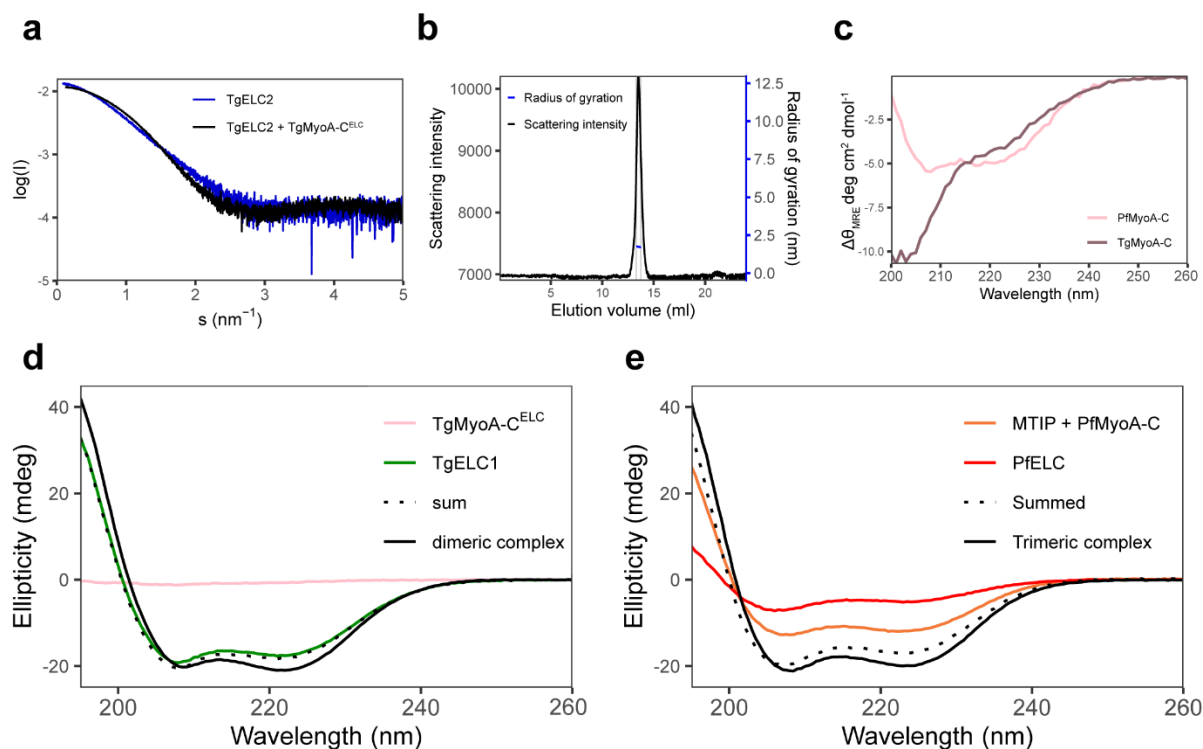 a
log(I)
-2
-3
-4
-5
TgELC2
TgELC2 + TgMyoA-C^ELC
0 1 2 3 4 5
s (nm⁻¹)
b
Scattering intensity
10000
9000
8000
7000
Radius of gyration
Scattering intensity
12.5
10.0
7.5
5.0
2.5
0.0
Radius of gyration (nm)
5 10 15 20
Elution volume (ml)
c
Δθ_MRE deg cm² dmol⁻¹
-2.5
-5.0
-7.5
-10.0
PfMyoA-C
TgMyoA-C
200 210 220 230 240 250 260
Wavelength (nm)
d
Ellipticity (mdeg)
40
20
0
-20
TgMyoA-C^ELC
TgELC1
sum
dimeric complex
200 220 240 260
Wavelength (nm)
e
Ellipticity (mdeg)
40
20
0
-20
MTIP + PfMyoA-C
PfELC
Summed
Trimeric complex
200 220 240 260
Wavelength (nm)